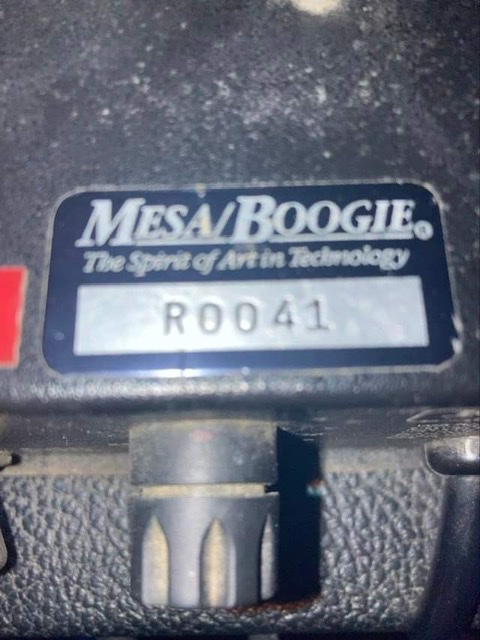 MESA/BOOGIE®
The Spirit of Art in Technology
R0041